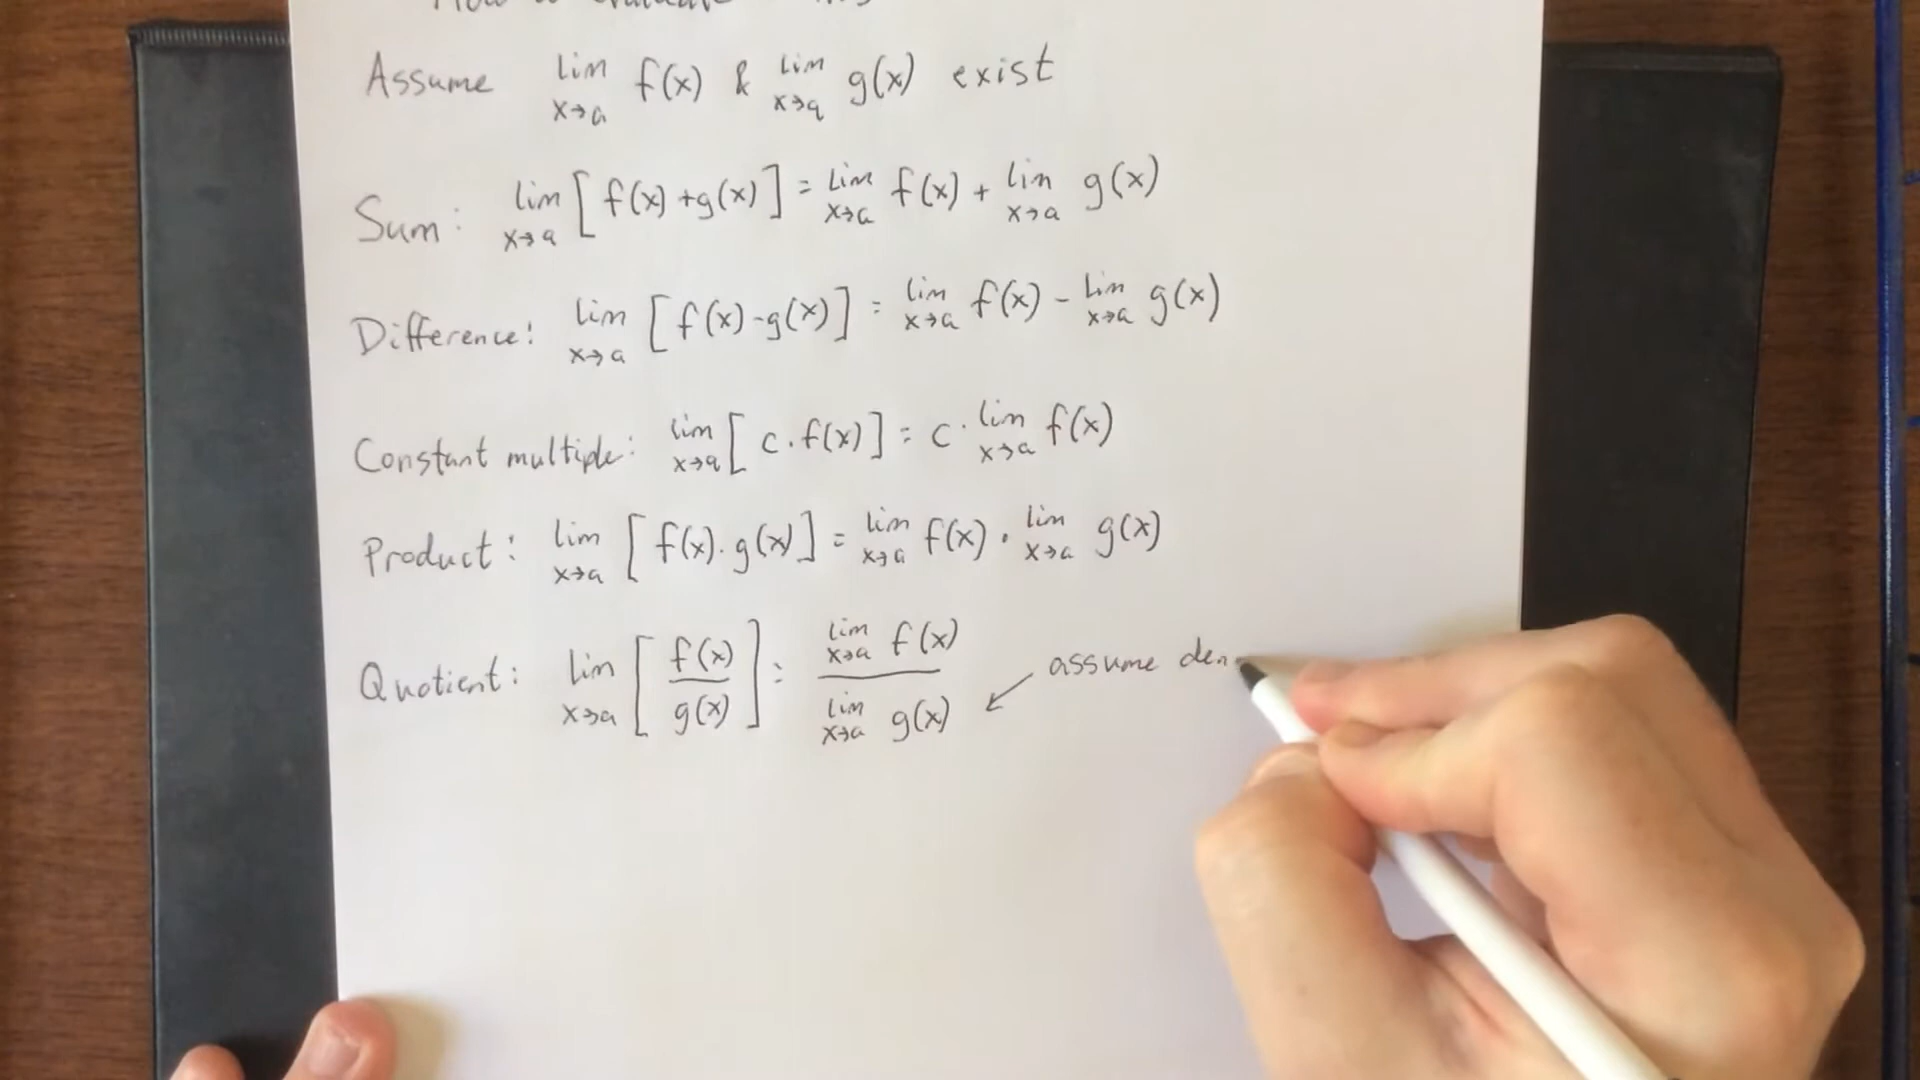 Assume lim x→a f(x) & lim x→a g(x) exist
Sum: lim x→a [f(x)+g(x)] = lim x→a f(x) + lim x→a g(x)
Difference: lim x→a [f(x)-g(x)] = lim x→a f(x) - lim x→a g(x)
Constant multiple: lim x→a [c·f(x)] = c · lim x→a f(x)
Product: lim x→a [f(x)·g(x)] = lim x→a f(x) · lim x→a g(x)
Quotient: lim x→a [f(x)/g(x)] = lim x→a f(x) / lim x→a g(x) ↙ assume den